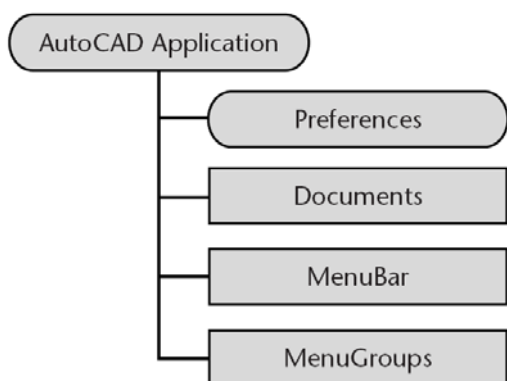 AutoCAD Application
Preferences
Documents
MenuBar
MenuGroups